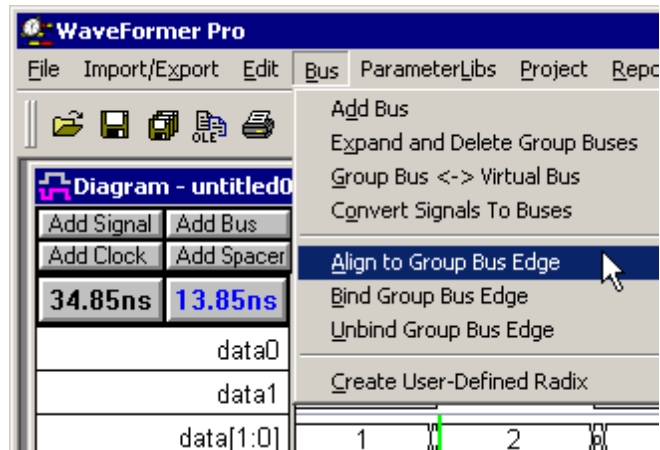 WaveFormer Pro
File Import/Export Edit Bus ParameterLibs Project Repo
Add Bus
Expand and Delete Group Buses
Group Bus <-> Virtual Bus
Convert Signals To Buses
Align to Group Bus Edge
Bind Group Bus Edge
Unbind Group Bus Edge
Create User-Defined Radix
OLE
Diagram - untitled0
Add Signal Add Bus
Add Clock Add Spacer
34.85ns 13.85ns
data0
data1
data[1:0] 1 2